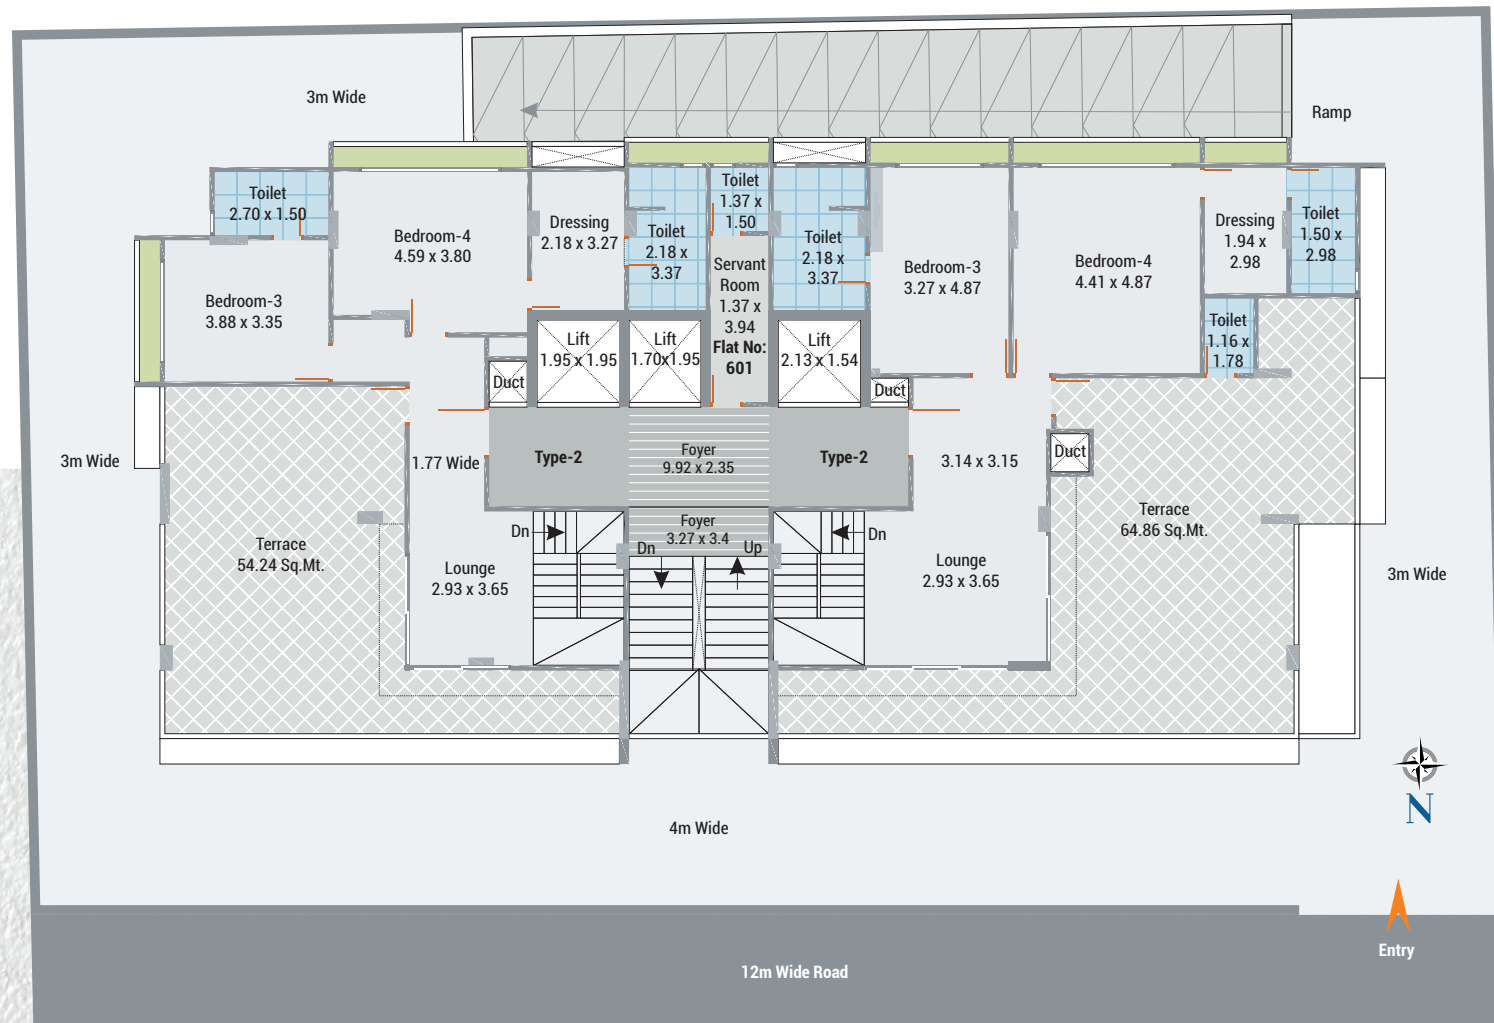 3m Wide
Ramp
Toilet
2.70 x 1.50
Bedroom-4
4.59 x 3.80
Dressing
2.18 x 3.27
Toilet
2.18 x
3.37
Toilet
1.37 x
1.50
Servant
Room
1.37 x
3.94
Flat No:
601
Toilet
2.18 x
3.37
Bedroom-3
3.27 x 4.87
Bedroom-4
4.41 x 4.87
Dressing
1.94 x
2.98
Toilet
1.50 x
2.98
Bedroom-3
3.88 x 3.35
Toilet
1.16 x
1.78
Lift
1.95 x 1.95
Lift
1.70x1.95
Lift
2.13 x 1.54
Duct
Duct
3m Wide
1.77 Wide
Type-2
Foyer
9.92 x 2.35
Type-2
3.14 x 3.15
Duct
Terrace
54.24 Sq.Mt.
Dn
Foyer
3.27 x 3.4
Dn
Up
Dn
Terrace
64.86 Sq.Mt.
Lounge
2.93 x 3.65
Lounge
2.93 x 3.65
3m Wide
4m Wide
N
Entry
12m Wide Road